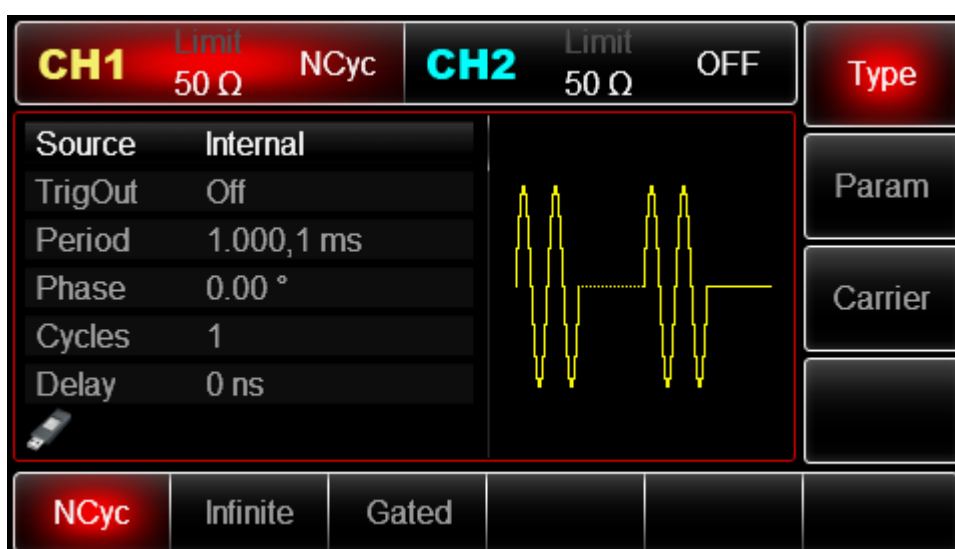 CH1 Limit 50 Ω NCyc CH2 Limit 50 Ω OFF Type
Source Internal
TrigOut Off
Param
Period 1.000,1 ms
Phase 0.00 °
Carrier
Cycles 1
Delay 0 ns
NCyc Infinite Gated